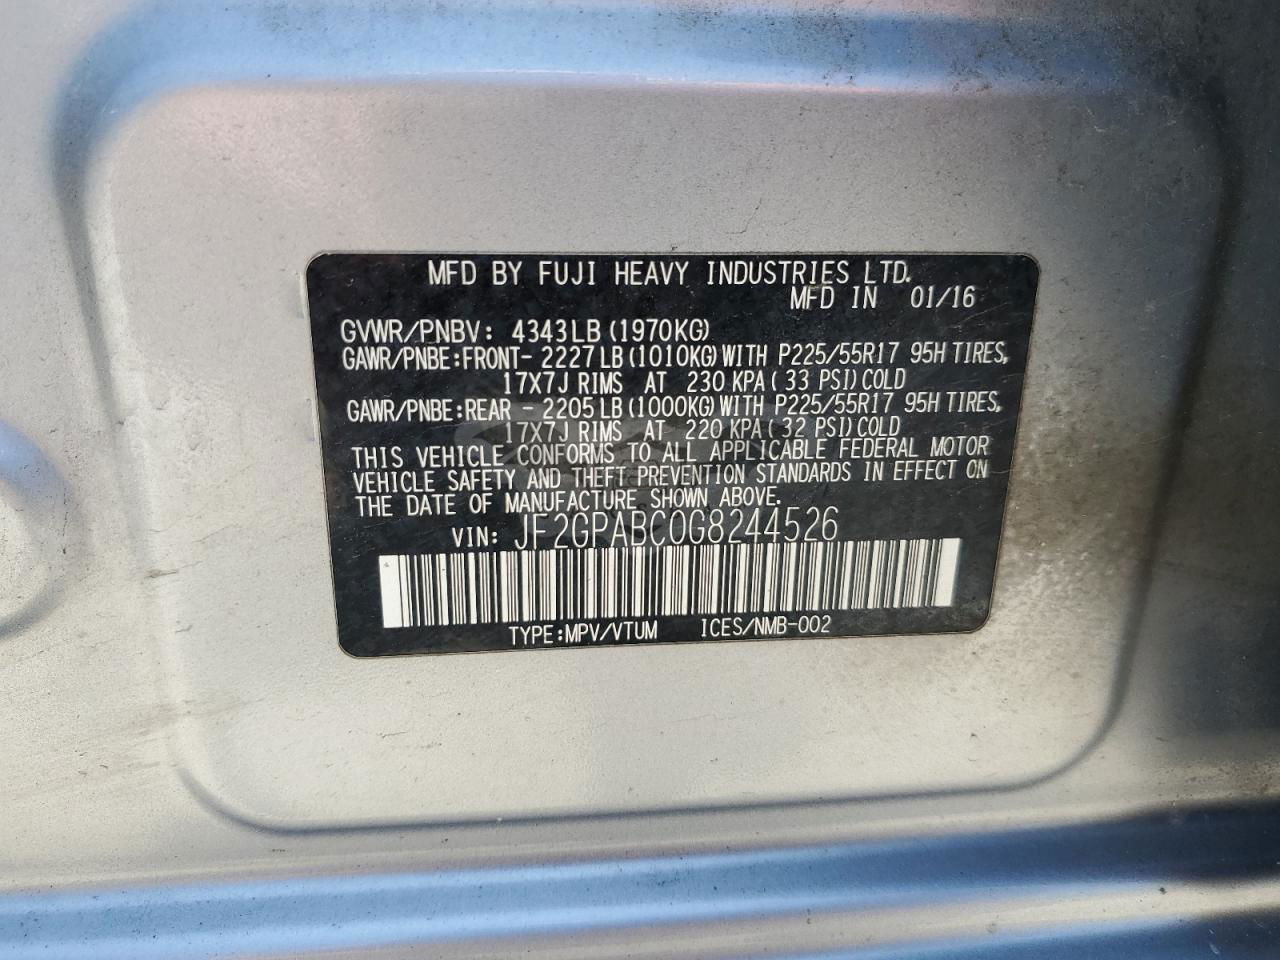 MFD BY FUJI HEAVY INDUSTRIES LTD.
MFD IN 01/16
GVWR/PNBV: 4343LB(1970KG)
GAWR/PNBE:FRONT- 2227LB(1010KG)WITH P225/55R17 95H TIRES,
17X7J RIMS AT 230 KPA( 33 PSI)COLD
GAWR/PNBE:REAR - 2205LB(1000KG)WITH P225/55R17 95H TIRES,
17X7J RIMS AT 220 KPA( 32 PSI)COLD
THIS VEHICLE CONFORMS TO ALL APPLICABLE FEDERAL MOTOR
VEHICLE SAFETY AND THEFT PREVENTION STANDARDS IN EFFECT ON
THE DATE OF MANUFACTURE SHOWN ABOVE.
VIN: JF2GPABC0G8244526
TYPE:MPV/VTUM ICES/NMB-002